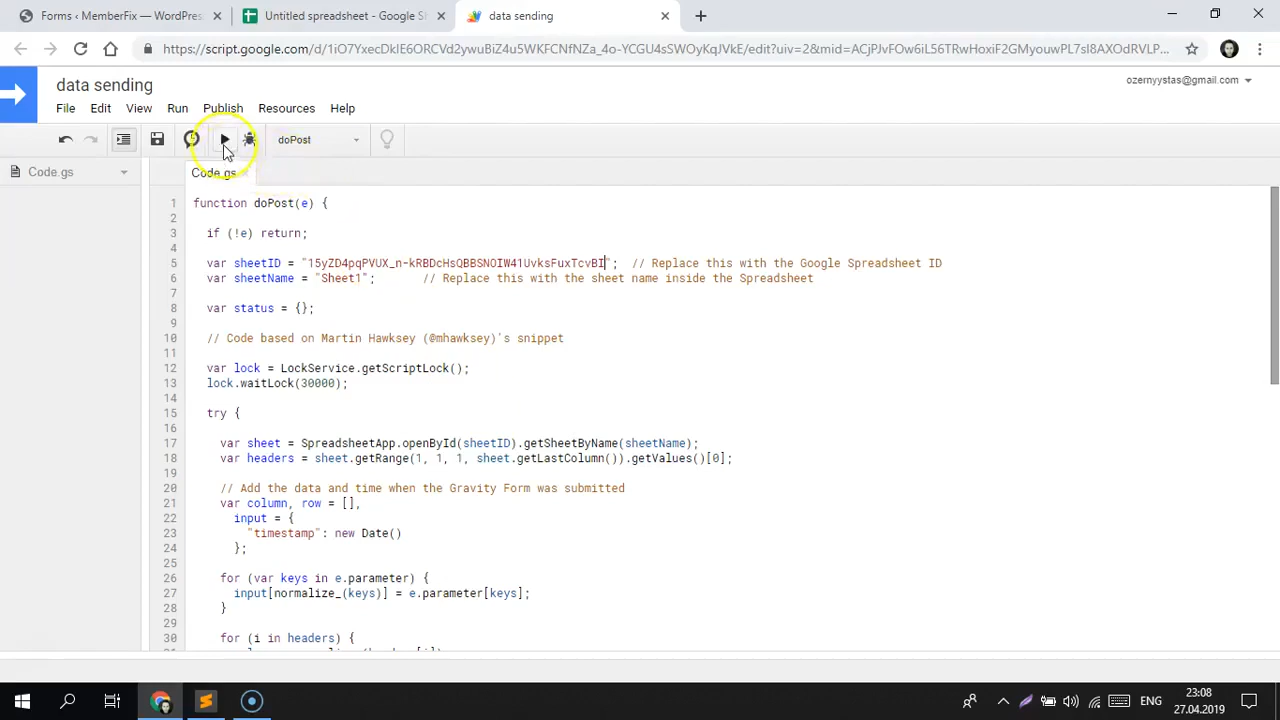 Forms ‹ MemberFix — WordPres
Untitled spreadsheet - Google Sh
data sending
https://script.google.com/d/1iO7YxecDkIE6ORCVd2ywuBiZ4u5WKFCNfNZa_4o-YCGU4sSWOyKqJVkE/edit?uiv=2&mid=ACjPJvFOw6iL56TRwHoxiF2GMyouwPL7sI8AXOdRVLP...
data sending
ozernyystas@gmail.com
File Edit View Run Publish Resources Help
doPost
Code.gs
Code.gs
1 function doPost(e) {
2
3 if (!e) return;
4
5 var sheetID = "15yZD4pqPVUX_n-kRBDcHsQBBSNOIW41UvksFuxTcvBI"; // Replace this with the Google Spreadsheet ID
6 var sheetName = "Sheet1"; // Replace this with the sheet name inside the Spreadsheet
7
8 var status = {};
9
10 // Code based on Martin Hawksey (@mhawksey)'s snippet
11
12 var lock = LockService.getScriptLock();
13 lock.waitLock(30000);
14
15 try {
16
17 var sheet = SpreadsheetApp.openById(sheetID).getSheetByName(sheetName);
18 var headers = sheet.getRange(1, 1, 1, sheet.getLastColumn()).getValues()[0];
19
20 // Add the data and time when the Gravity Form was submitted
21 var column, row = [],
22 input = {
23 "timestamp": new Date()
24 };
25
26 for (var keys in e.parameter) {
27 input[normalize_(keys)] = e.parameter[keys];
28 }
29
30 for (i in headers) {
ENG
23:08
27.04.2019